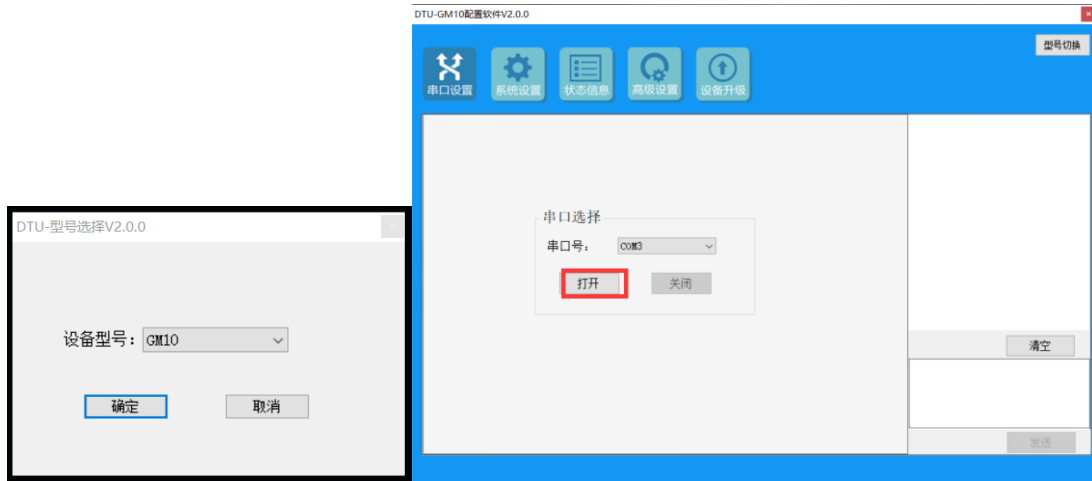 DTU-型号选择V2.0.0
设备型号：
GM10
确定
取消
DTU-GM10配置软件V2.0.0
型号切换
串口设置
系统设置
状态信息
高级设置
设备升级
串口选择
串口号：
COM3
打开
关闭
清空
发送